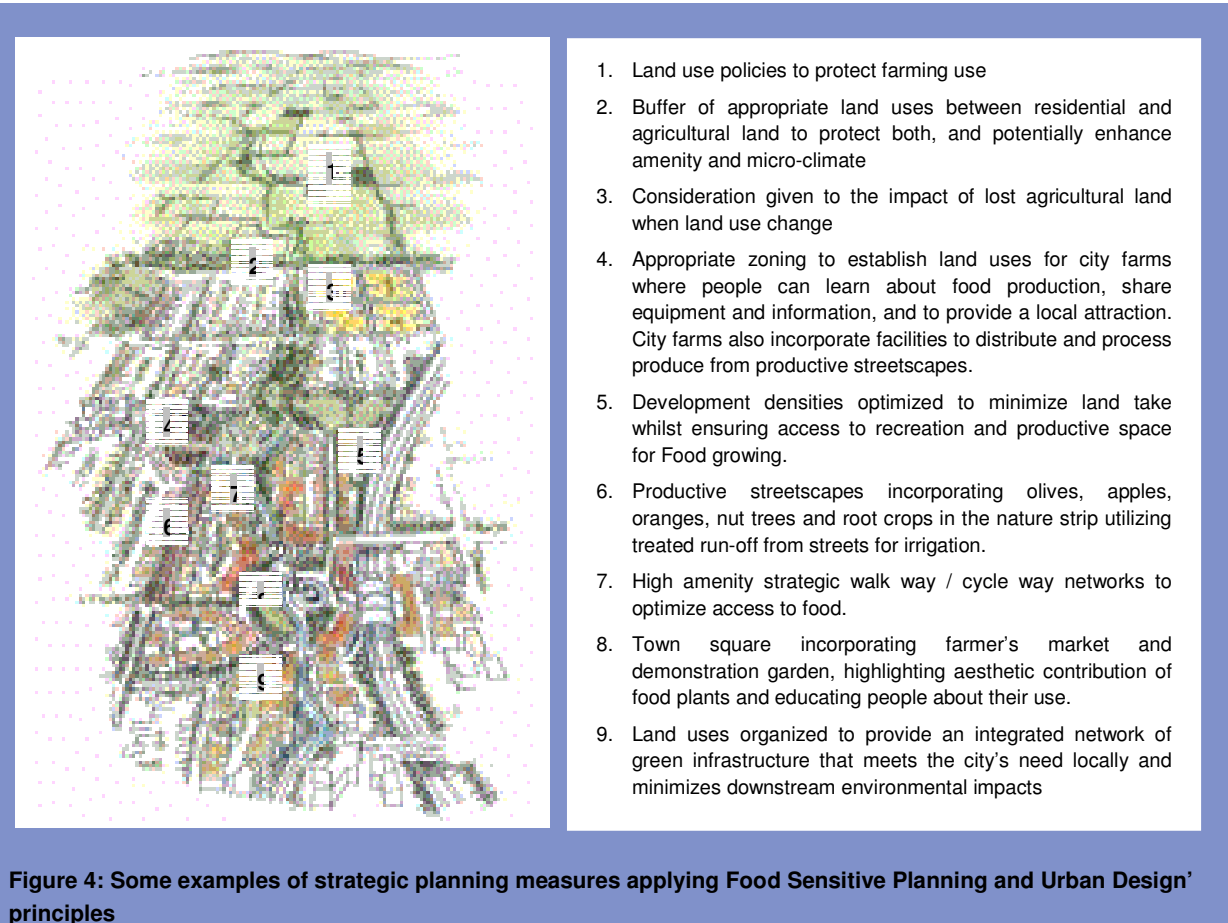 1
2
3
4
5
7
6
9
1. Land use policies to protect farming use
2. Buffer of appropriate land uses between residential and
agricultural land to protect both, and potentially enhance
amenity and micro-climate
3. Consideration given to the impact of lost agricultural land
when land use change
4. Appropriate zoning to establish land uses for city farms
where people can learn about food production, share
equipment and information, and to provide a local attraction.
City farms also incorporate facilities to distribute and process
produce from productive streetscapes.
5. Development densities optimized to minimize land take
whilst ensuring access to recreation and productive space
for Food growing.
6. Productive streetscapes incorporating olives, apples,
oranges, nut trees and root crops in the nature strip utilizing
treated run-off from streets for irrigation.
7. High amenity strategic walk way / cycle way networks to
optimize access to food.
8. Town square incorporating farmer's market and
demonstration garden, highlighting aesthetic contribution of
food plants and educating people about their use.
9. Land uses organized to provide an integrated network of
green infrastructure that meets the city's need locally and
minimizes downstream environmental impacts
Figure 4: Some examples of strategic planning measures applying Food Sensitive Planning and Urban Design’
principles